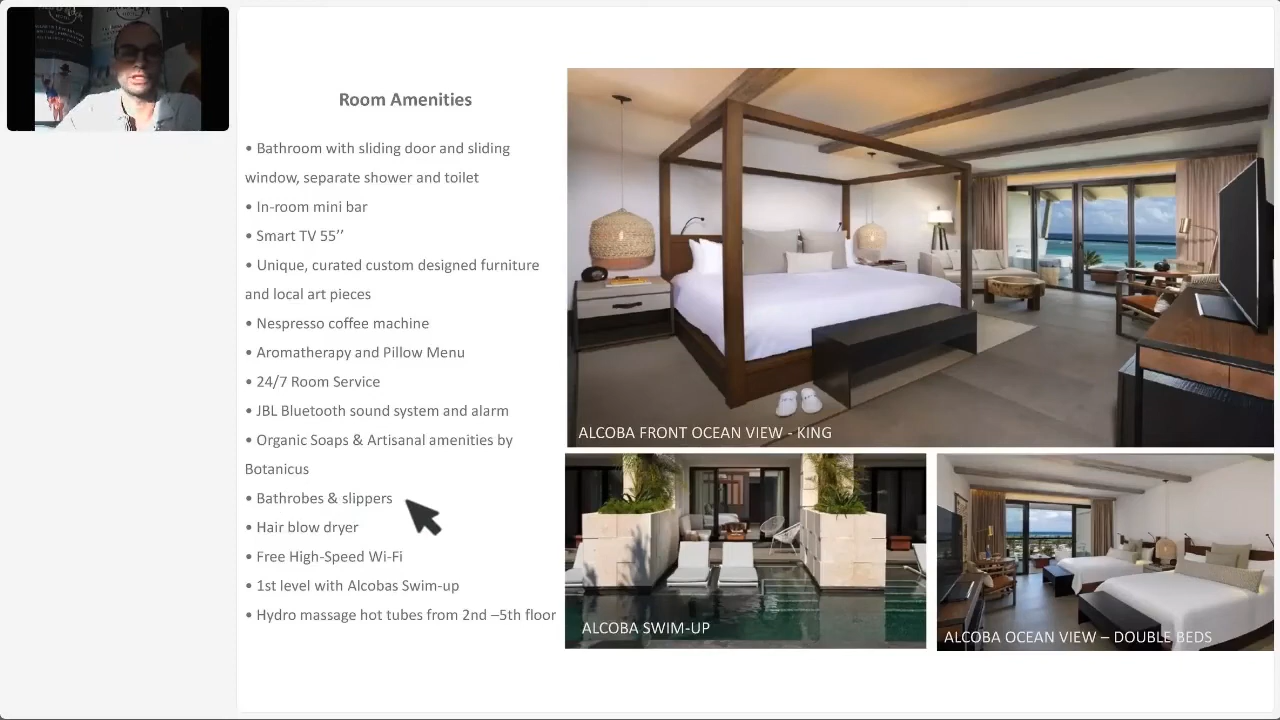 Room Amenities
• Bathroom with sliding door and sliding
window, separate shower and toilet
• In-room mini bar
• Smart TV 55’’
• Unique, curated custom designed furniture
and local art pieces
• Nespresso coffee machine
• Aromatherapy and Pillow Menu
• 24/7 Room Service
• JBL Bluetooth sound system and alarm
• Organic Soaps & Artisanal amenities by
Botanicus
• Bathrobes & slippers
• Hair blow dryer
• Free High-Speed Wi-Fi
• 1st level with Alcobas Swim-up
• Hydro massage hot tubes from 2nd –5th floor
ALCOBA FRONT OCEAN VIEW - KING
ALCOBA SWIM-UP
ALCOBA OCEAN VIEW – DOUBLE BEDS